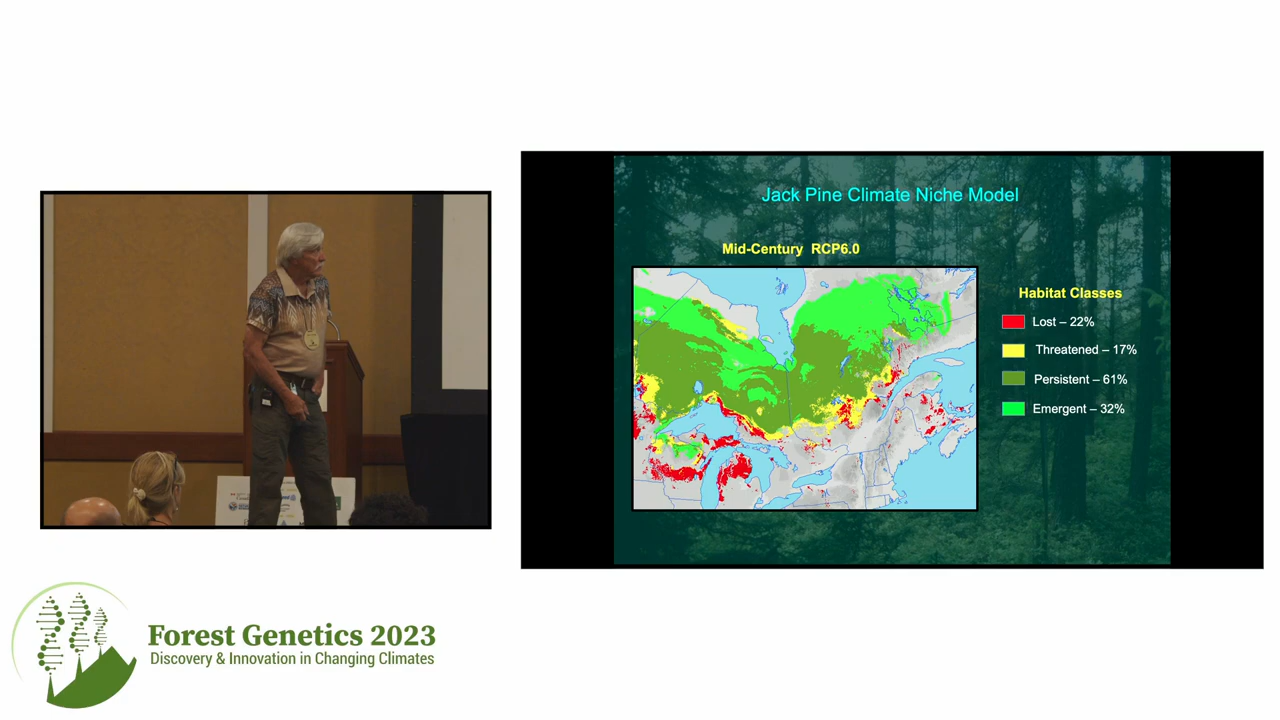 Jack Pine Climate Niche Model
Mid-Century RCP6.0
Habitat Classes
Lost – 22%
Threatened – 17%
Persistent – 61%
Emergent – 32%
Forest Genetics 2023
Discovery & Innovation in Changing Climates